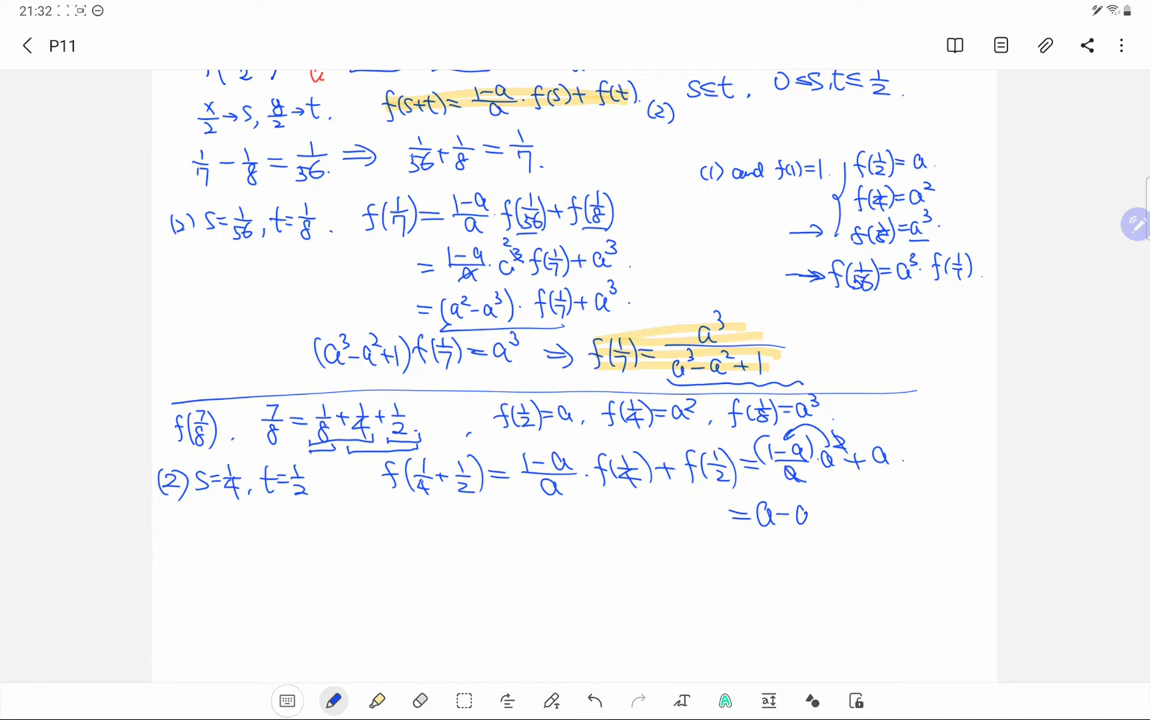 21:32
P11
x/2→s, y/2→t. f(s+t)= (1-a)/a · f(s)+ f(t). (2) s≤t, 0≤s,t≤ 1/2.
1/7 - 1/8 = 1/56 ⟹ 1/56 + 1/8 = 1/7.
(1) and f(1)=1. f(1/2)=a.
f(1/4)=a²
→ f(1/8)=a³.
→ f(1/56)=a³· f(1/7).
(2) s=1/56, t=1/8. f(1/7)= (1-a)/a · f(1/56)+f(1/8)
= (1-a)/a · a³ f(1/7)+a³.
=(a²-a³)· f(1/7)+a³.
(a³-a²+1)f(1/7)=a³ ⟹ f(1/7)= a³/(a³-a²+1)
f(7/8). 7/8 = 1/8+1/4+1/2. , f(1/2)=a, f(1/4)=a², f(1/8)=a³.
(2) s=1/4, t=1/2 f(1/4+1/2)= (1-a)/a · f(1/4)+ f(1/2)= (1-a)/a · a² + a.
=a-